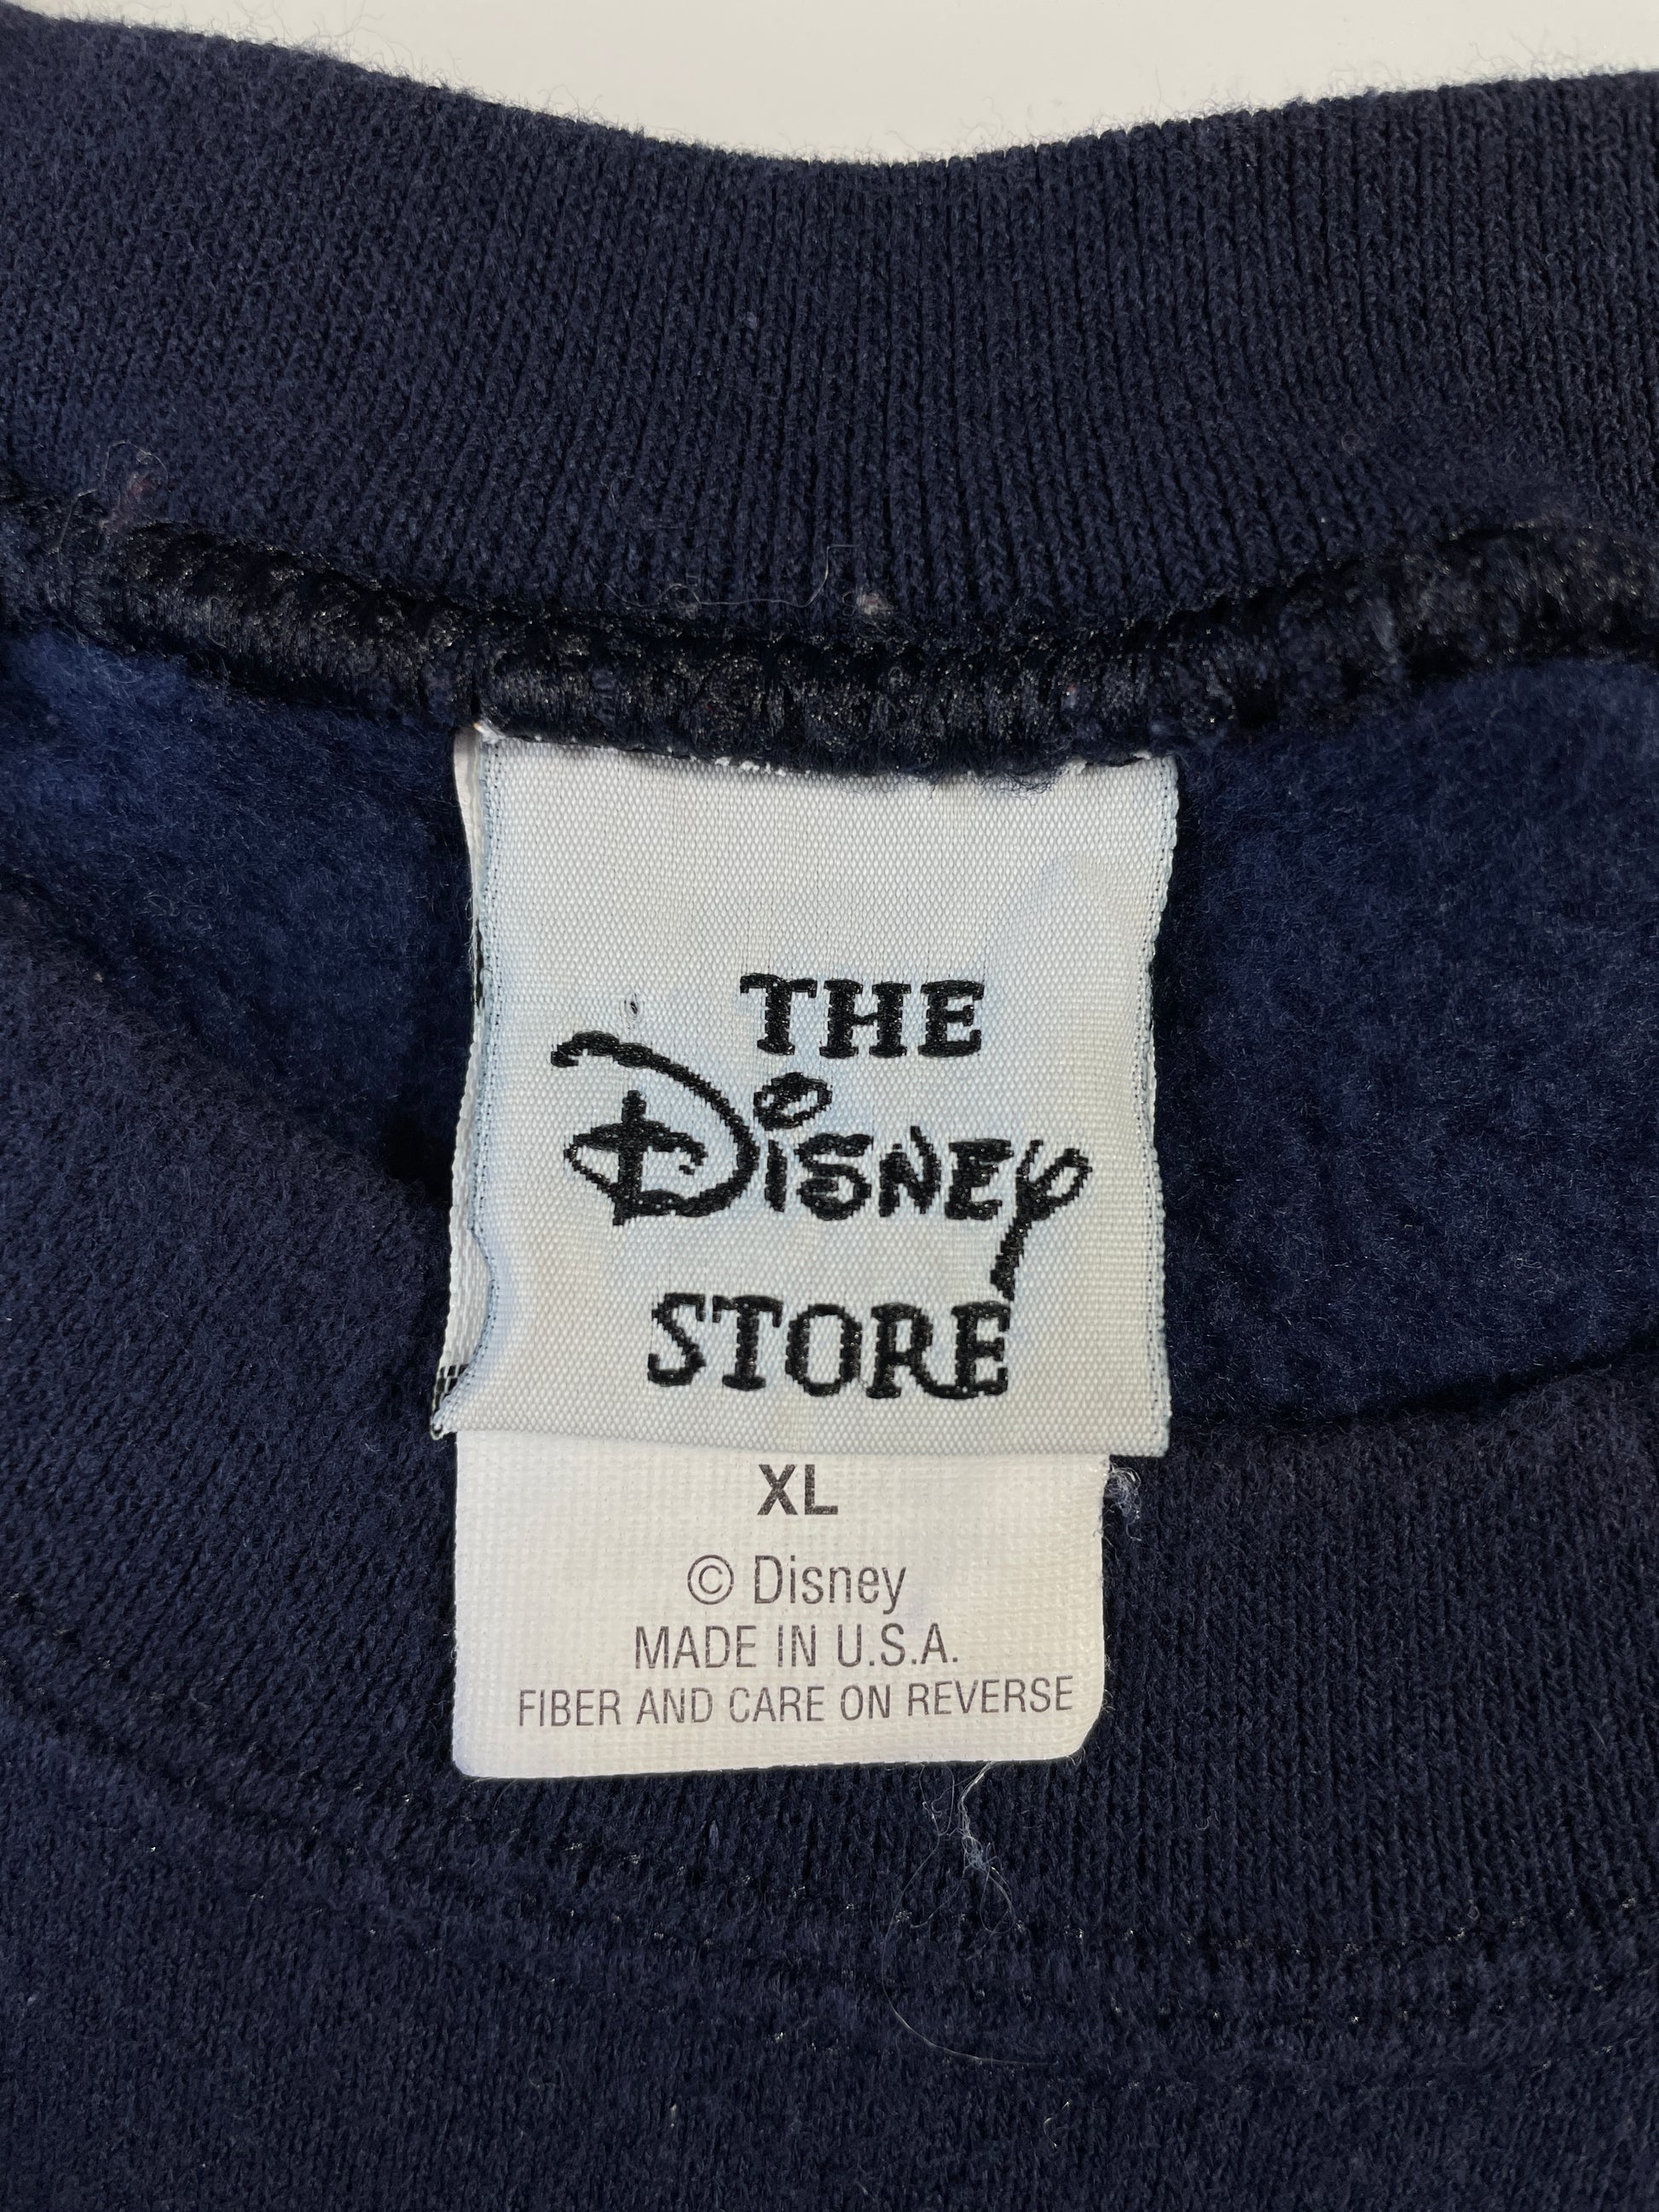 THE
Disney
STORE
XL
© Disney
MADE IN U.S.A.
FIBER AND CARE ON REVERSE